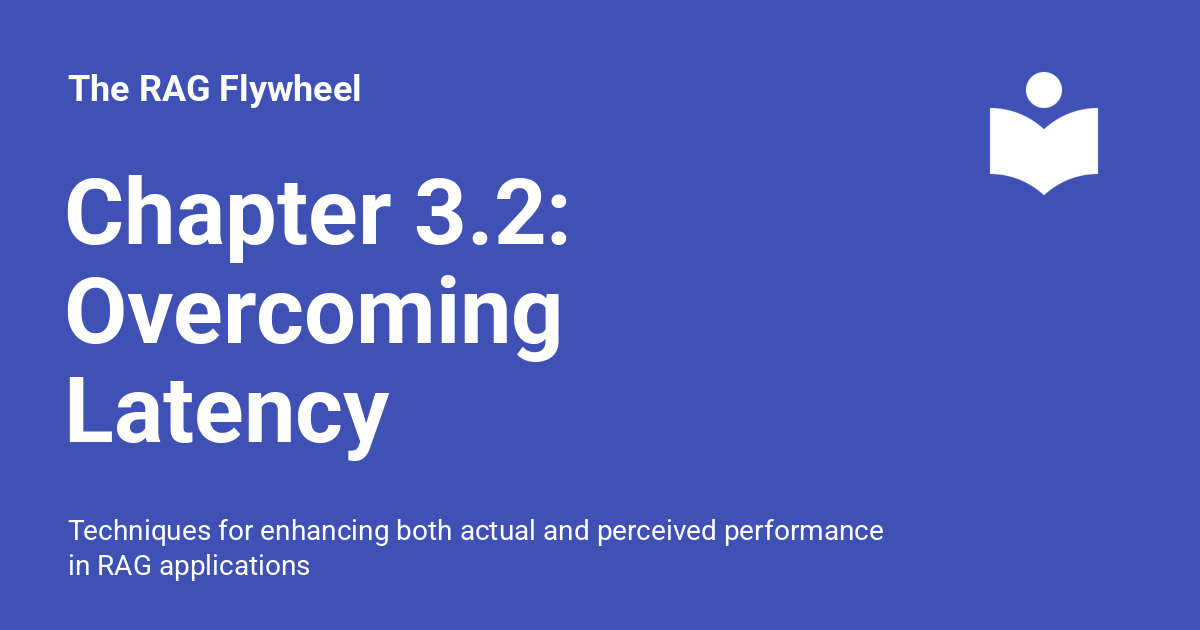 The RAG Flywheel
Chapter 3.2:
Overcoming
Latency
Techniques for enhancing both actual and perceived performance
in RAG applications